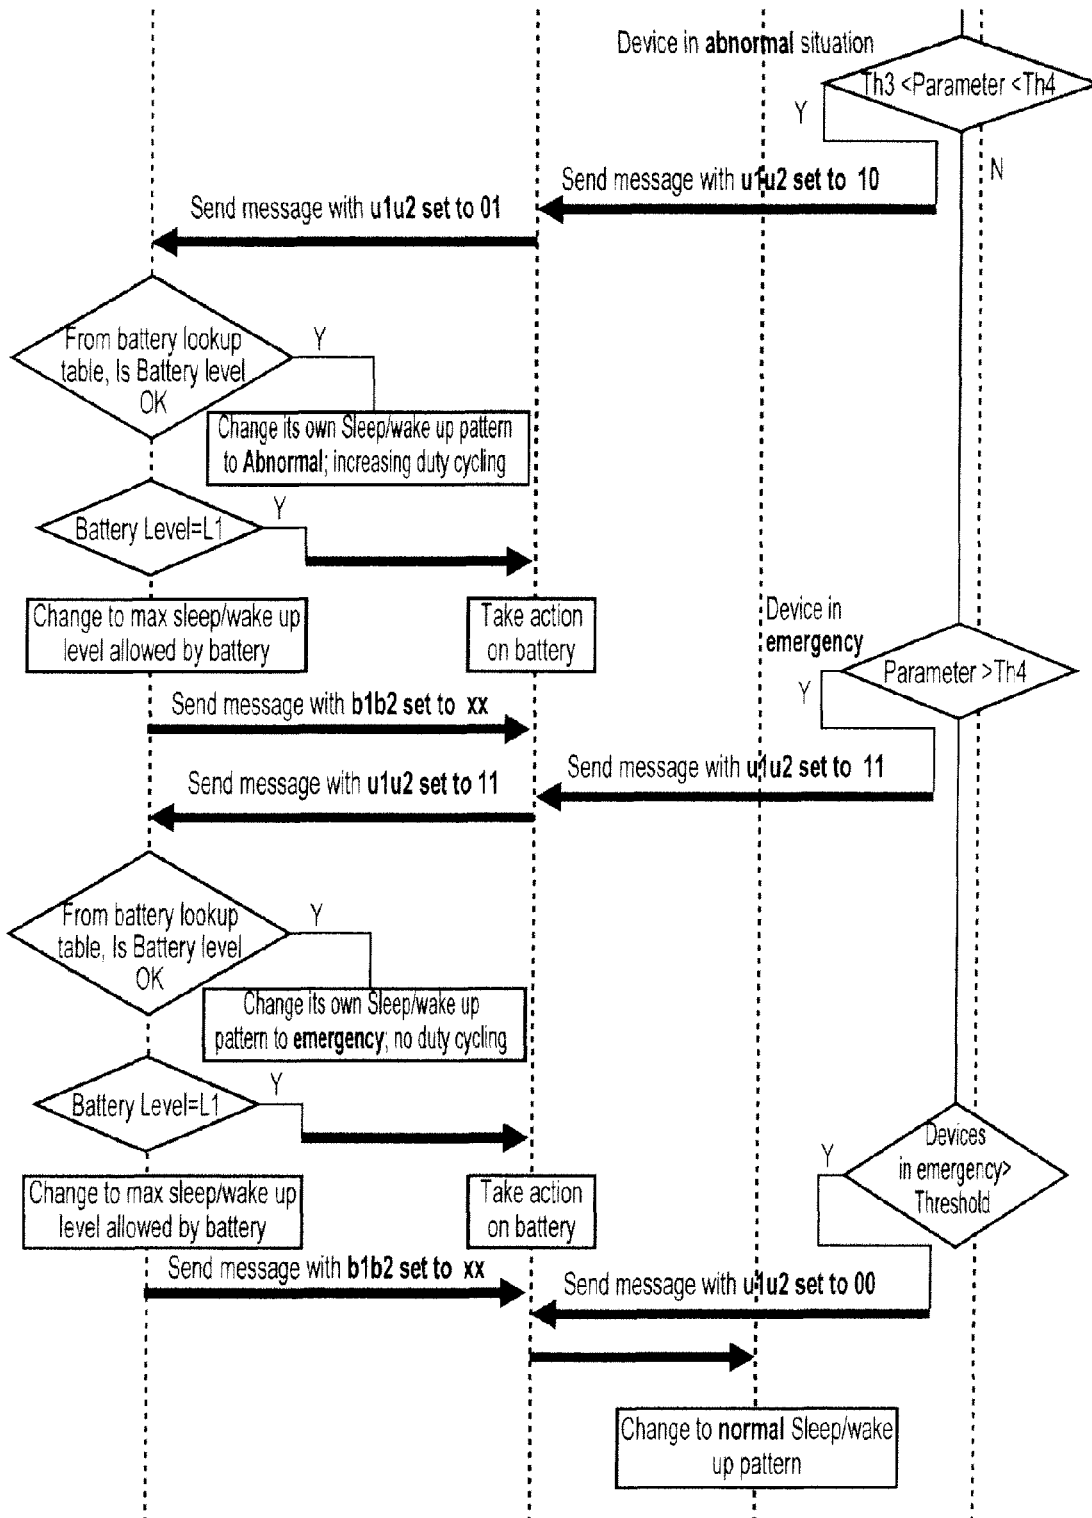 Device in abnormal situation
Th3 <Parameter <Th4
Y
N
Send message with u1u2 set to 10
Send message with u1u2 set to 01
From battery lookup
table, Is Battery level
OK
Y
Change its own Sleep/wake up pattern
to Abnormal; increasing duty cycling
Battery Level=L1
Y
Change to max sleep/wake up
level allowed by battery
Take action
on battery
Device in
emergency
Parameter >Th4
Y
Send message with b1b2 set to xx
Send message with u1u2 set to 11
Send message with u1u2 set to 11
From battery lookup
table, Is Battery level
OK
Y
Change its own Sleep/wake up
pattern to emergency; no duty cycling
Battery Level=L1
Y
Devices
in emergency>
Threshold
Y
Change to max sleep/wake up
level allowed by battery
Take action
on battery
Send message with b1b2 set to xx
Send message with u1u2 set to 00
Change to normal Sleep/wake
up pattern